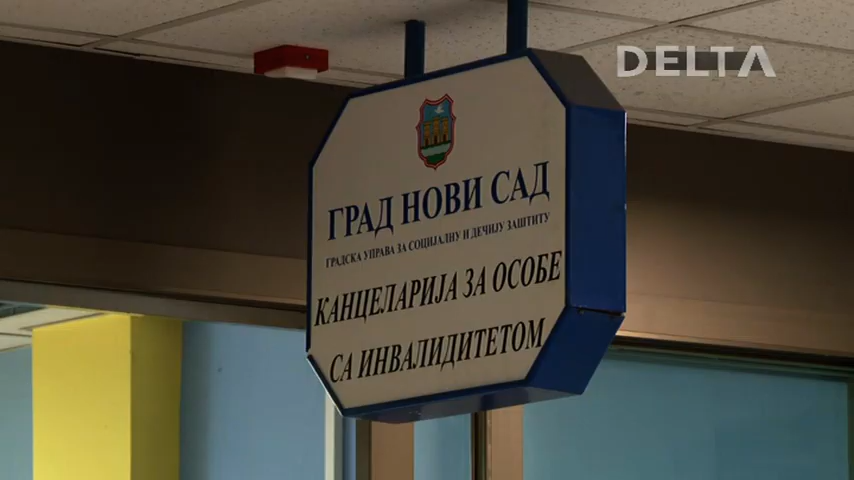 DELTA
ГРАД НОВИ САД
ГРАДСКА УПРАВА ЗА СОЦИЈАЛНУ И ДЕЧИЈУ ЗАШТИТУ
КАНЦЕЛАРИЈА ЗА ОСОБЕ
СА ИНВАЛИДИТЕТОМ